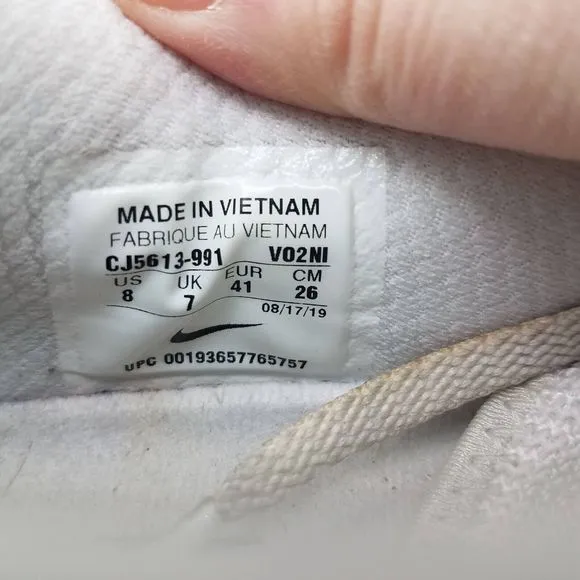 MADE IN VIETNAM
FABRIQUE AU VIETNAM
CJ5613-991 VO2NI
US UK EUR CM
8 7 41 26
08/17/19
UPC 00193657765757